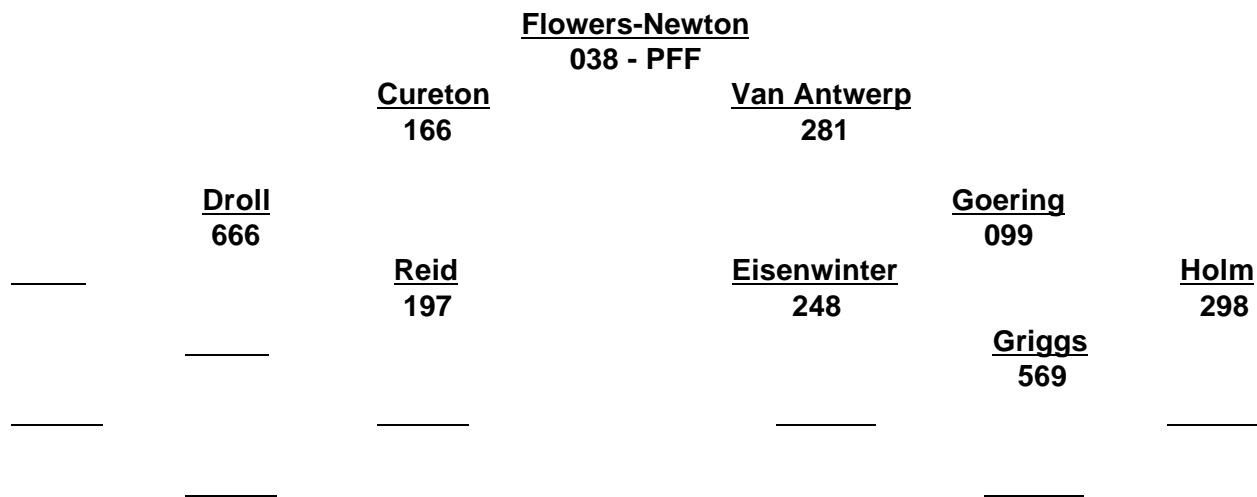 Flowers-Newton
038 - PFF
Cureton Van Antwerp
166 281
Droll Goering
666 099
Reid Eisenwinter Holm
197 248 298
Griggs
569